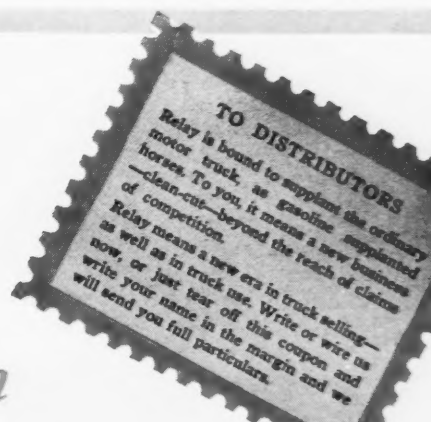 TO DISTRIBUTORS
Relay is bound to supplant the ordinary
motor truck, as gasoline supplanted
horses. To you, it means a new business
—clean-cut—beyond the reach of claims
of competition.
Relay means a new era in truck selling—
as well as in truck use. Write or wire us
now, or just tear off this coupon and
write your name in the margin and we
will send you full particulars.